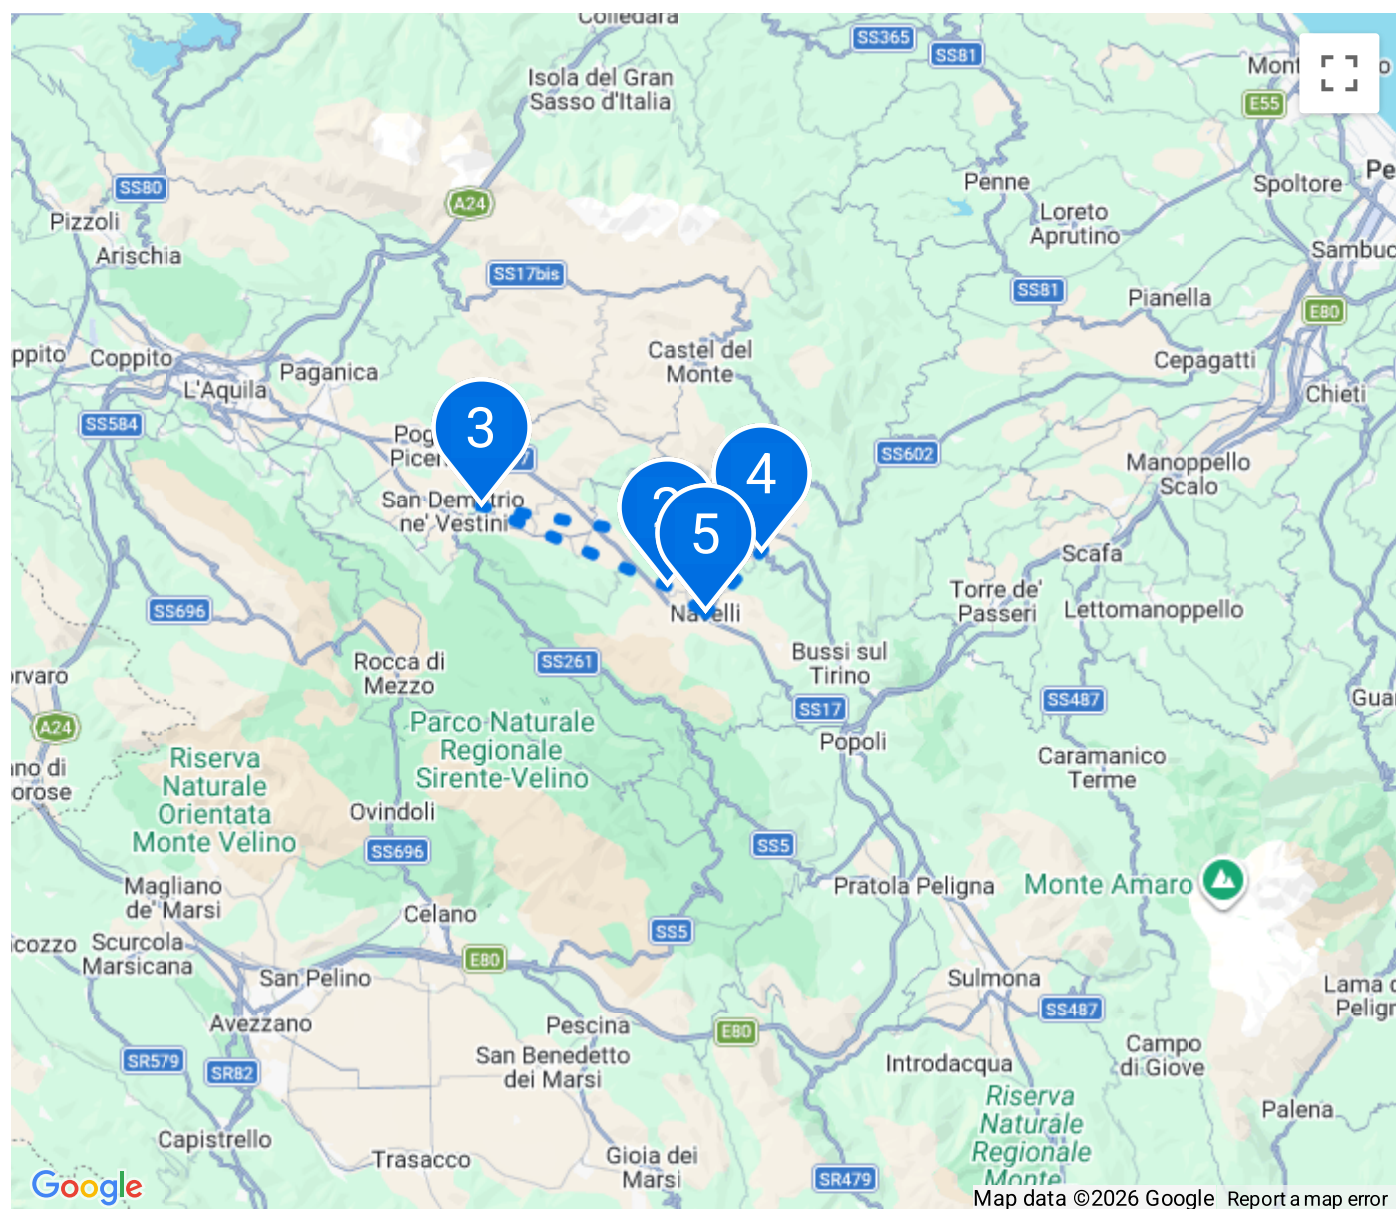 Colledara
SS365
SS81
Isola del Gran
Sasso d'Italia
E55
SS80
A24
Penne
Spoltore
Pizzoli
Loreto
Aprutino
Arischia
Sambuc
SS17bis
SS81
Pianella
E80
Coppito
Paganica
Castel del
Monte
Cepagatti
L'Aquila
Chieti
SS584
3
4
SS602
Manoppello
Scalo
San Demetrio
ne' Vestini
5
Scafa
Torre de'
Passeri
Lettomanoppello
SS696
Navelli
Rocca di
Mezzo
SS261
Bussi sul
Tirino
SS487
SS17
A24
Parco Naturale
Regionale
Sirente-Velino
Popoli
Riserva
Naturale
Orientata
Monte Velino
Caramanico
Terme
Ovindoli
SS696
SS5
Magliano
de' Marsi
Pratola Peligna
Monte Amaro
Celano
SS5
Scurcola
Marsicana
E80
San Pelino
Sulmona
Lama
Avezzano
Pescina
E80
SS487
SR579
SR82
San Benedetto
dei Marsi
Introdacqua
Campo
di Giove
Riserva
Naturale
Regionale
Monte
Palena
Capistrello
Trasacco
Gioia dei
Marsi
SR479
Google
Map data ©2026 Google
Report a map error